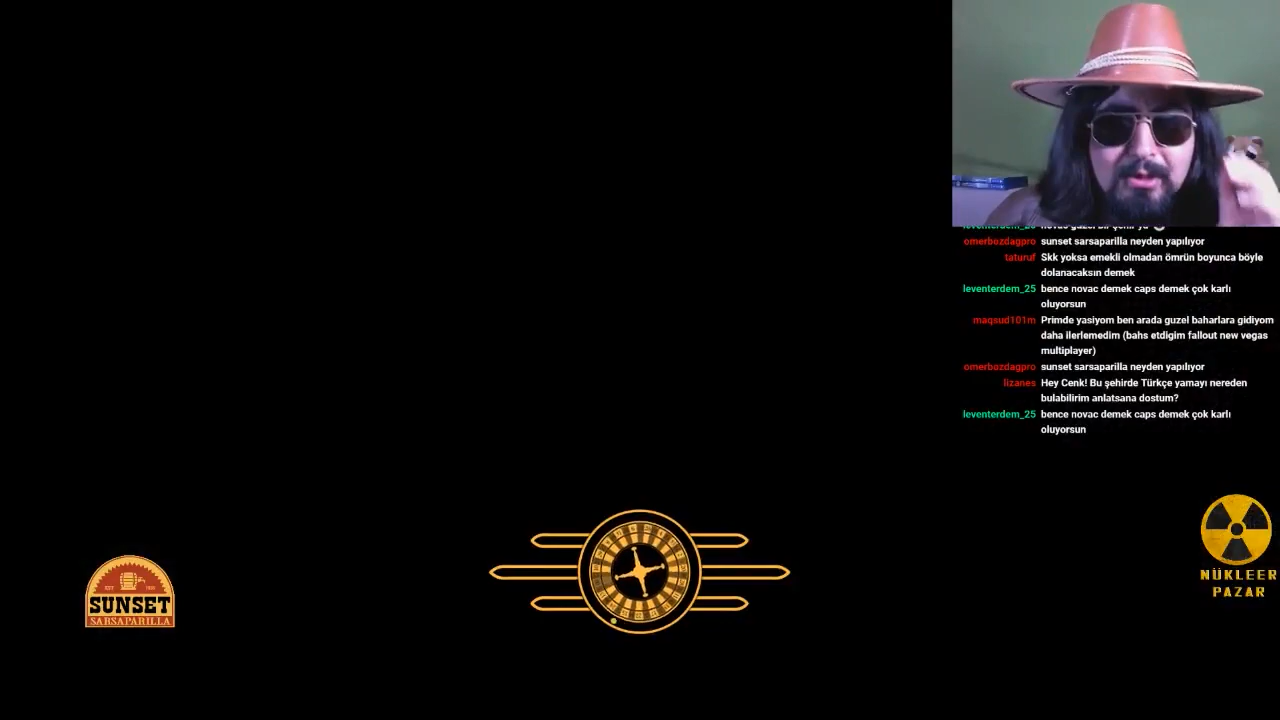 omerbozdagpro sunset sarsaparilla neyden yapılıyor
taturuf Skk yoksa emekli olmadan ömrün boyunca böyle
dolanacaksın demek
leventerdem_25 bence novac demek caps demek çok karlı
oluyorsun
maqsud101m Primde yasiyom ben arada guzel baharlara gidiyom
daha ilerlemedim (bahs etdigim fallout new vegas
multiplayer)
omerbozdagpro sunset sarsaparilla neyden yapılıyor
lizanes Hey Cenk! Bu şehirde Türkçe yamayı nereden
bulabilirim anlatsana dostum?
leventerdem_25 bence novac demek caps demek çok karlı
oluyorsun
SUNSET
SARSAPARILLA
NÜKLEER
PAZAR